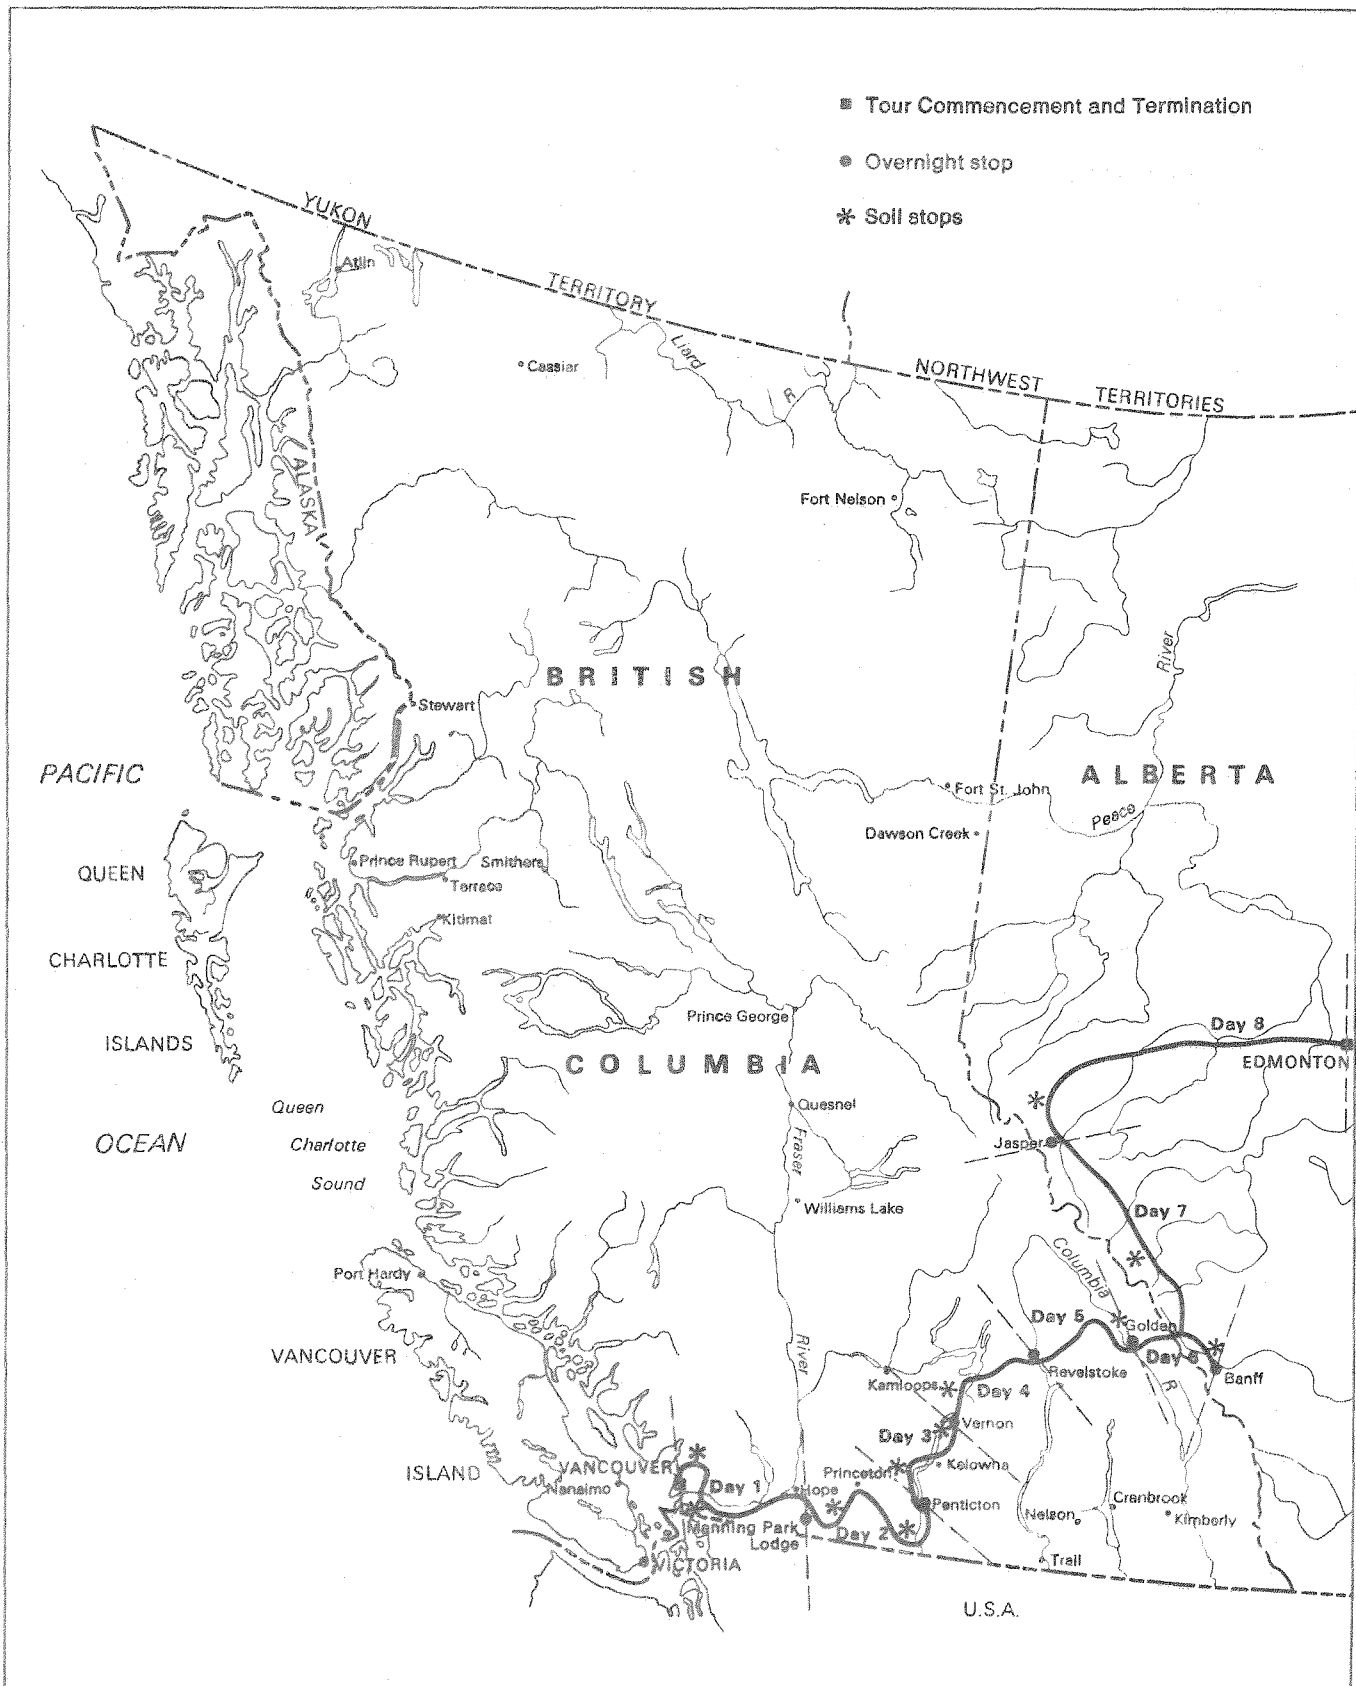 Tour Commencement and Termination
Overnight stop
Soil stops
YUKON
TERRITORY
NORTHWEST
TERRITORIES
Atlin
Cassiar
Liard
R
ALASKA
Fort Nelson
River
BRITISH
Stewart
PACIFIC
ALBERTA
Fort St. John
Peace
Dawson Creek
QUEEN
Prince Rupert
Smithers
Terrace
Kitimat
CHARLOTTE
Prince George
Day 8
ISLANDS
COLUMBIA
EDMONTON
Queen
Quesnel
OCEAN
Charlotte
Fraser
Jasper
Sound
Williams Lake
Day 7
Columbia
Port Hardy
Day 5
Golden
VANCOUVER
River
Day 6
Kamloops
Revelstoke
Banff
R
Day 4
Vernon
Day 3
ISLAND
VANCOUVER
Kelowna
Princeton
Nanaimo
Day 1
Hope
Penticton
Cranbrook
Nelson
Kimberly
Manning Park
Lodge
Day 2
VICTORIA
Trail
U.S.A.